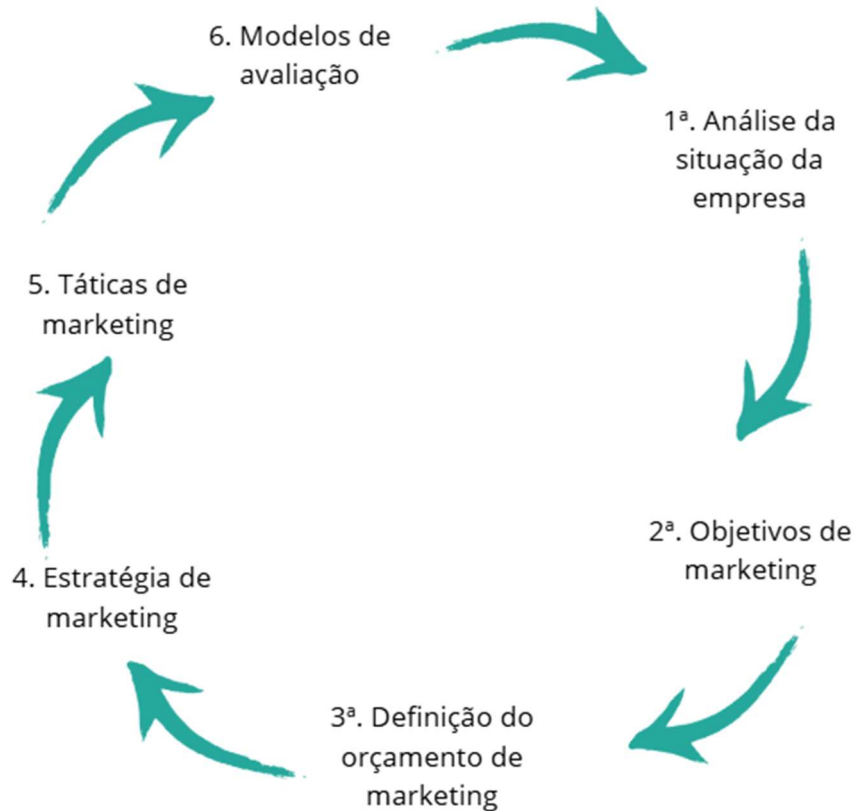 6. Modelos de
avaliação
1ª. Análise da
situação da
empresa
2ª. Objetivos de
marketing
3ª. Definição do
orçamento de
marketing
4. Estratégia de
marketing
5. Táticas de
marketing